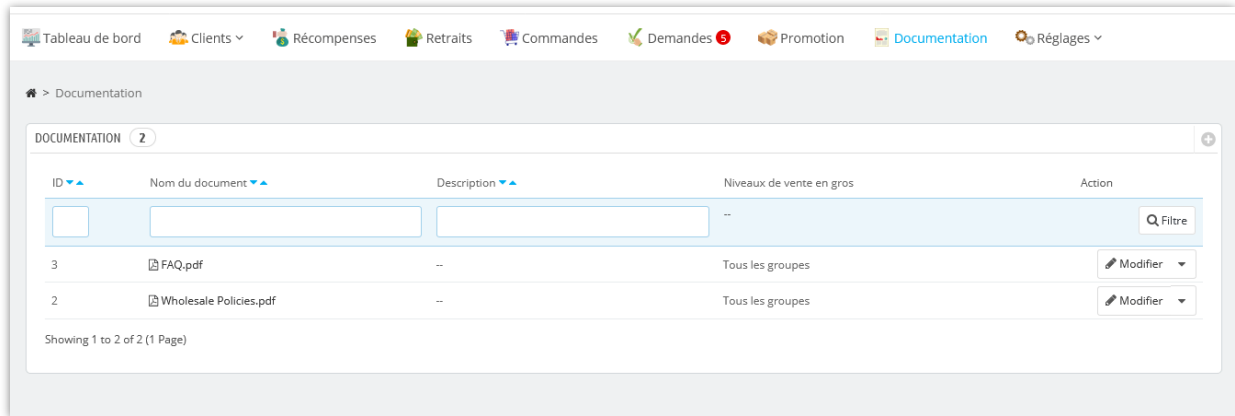 Tableau de bord Clients Récompenses Retraits Commandes Demandes 5 Promotion Documentation Réglages
> Documentation
DOCUMENTATION 2
ID Nom du document Description Niveaux de vente en gros Action
-- Filtre
3 FAQ.pdf -- Tous les groupes Modifier
2 Wholesale Policies.pdf -- Tous les groupes Modifier
Showing 1 to 2 of 2 (1 Page)